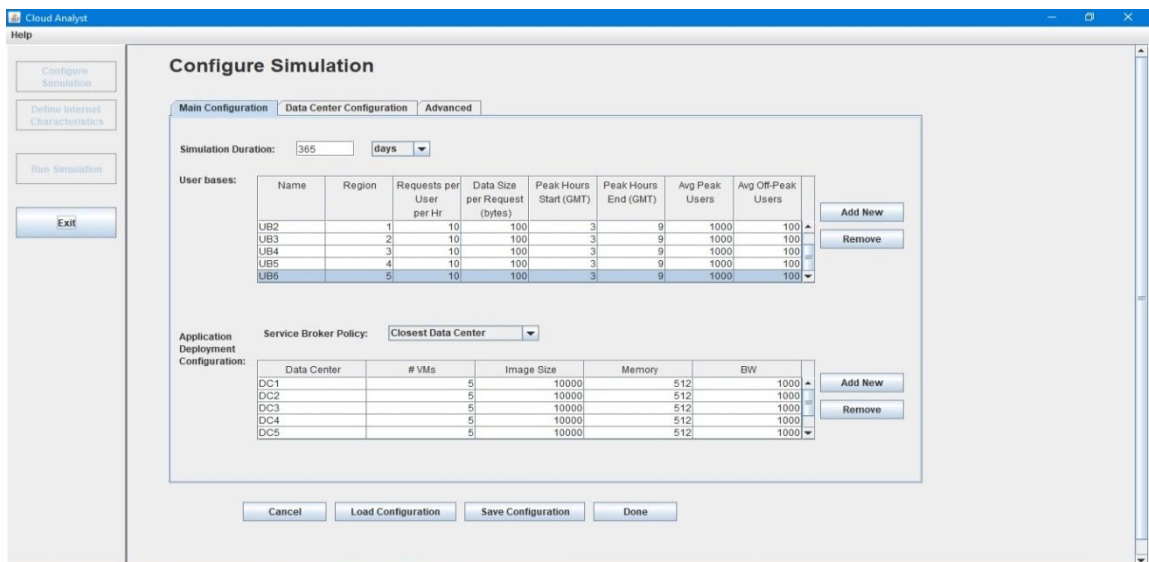 Cloud Analyst
Help
Configure
Simulation
Define Internet
Characteristics
Run Simulation
Exit
Configure Simulation
Main Configuration Data Center Configuration Advanced
Simulation Duration: 365 days
User bases:
Name Region Requests per User per Hr Data Size per Request (bytes) Peak Hours Start (GMT) Peak Hours End (GMT) Avg Peak Users Avg Off-Peak Users
UB2 1 10 100 3 9 1000 100
UB3 2 10 100 3 9 1000 100
UB4 3 10 100 3 9 1000 100
UB5 4 10 100 3 9 1000 100
UB6 5 10 100 3 9 1000 100
Add New
Remove
Application
Deployment
Configuration:
Service Broker Policy: Closest Data Center
Data Center # VMs Image Size Memory BW
DC1 5 10000 512 1000
DC2 5 10000 512 1000
DC3 5 10000 512 1000
DC4 5 10000 512 1000
DC5 5 10000 512 1000
Add New
Remove
Cancel Load Configuration Save Configuration Done